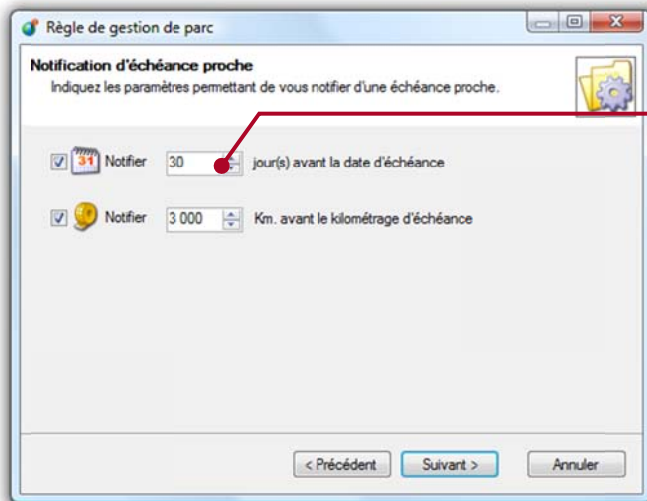 Règle de gestion de parc
Notification d'échéance proche
Indiquez les paramètres permettant de vous notifier d'une échéance proche.
31 Notifier 30 jour(s) avant la date d'échéance
Notifier 3 000 Km. avant le kilométrage d'échéance
< Précédent Suivant > Annuler